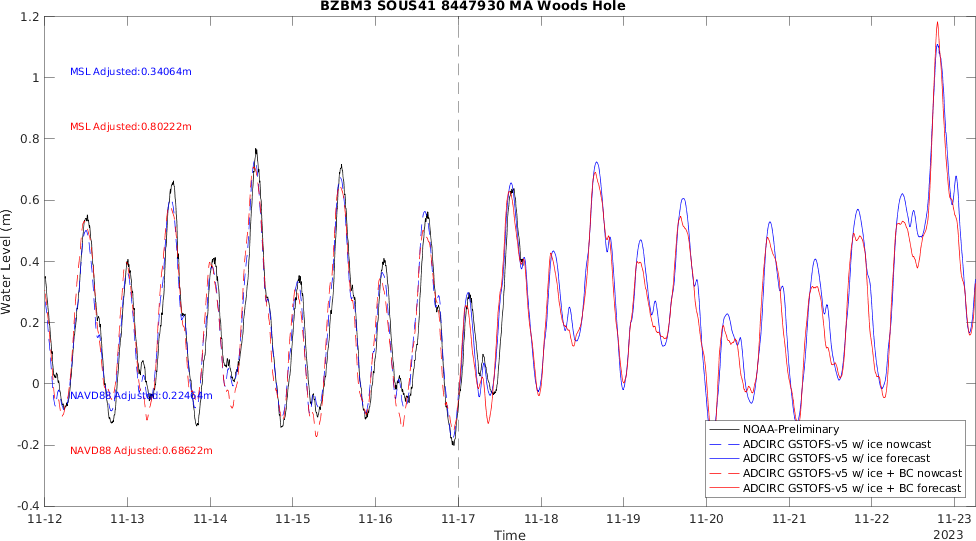 BZBM3 SOUS41 8447930 MA Woods Hole
1.2
1
0.8
0.6
0.4
0.2
0
-0.2
-0.4
Water Level (m)
MSL Adjusted:0.34064m
MSL Adjusted:0.80222m
NAVD88 Adjusted:0.22464m
NAVD88 Adjusted:0.68622m
NOAA-Preliminary
ADCIRC GSTOFS-v5 w/ ice nowcast
ADCIRC GSTOFS-v5 w/ ice forecast
ADCIRC GSTOFS-v5 w/ ice + BC nowcast
ADCIRC GSTOFS-v5 w/ ice + BC forecast
11-12 11-13 11-14 11-15 11-16 11-17 11-18 11-19 11-20 11-21 11-22 11-23
2023
Time